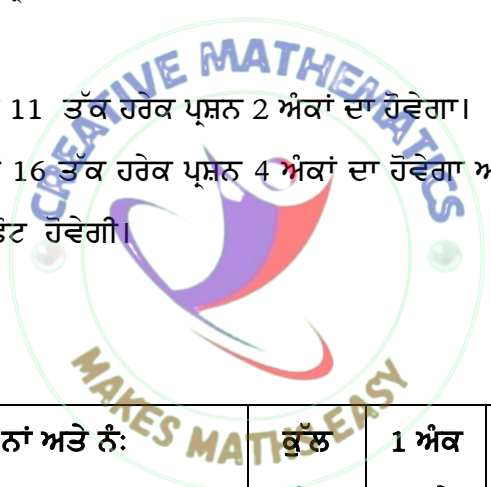 CREATIVE MATHEMATICS
11 ਤੱਕ ਹਰੇਕ ਪ੍ਰਸ਼ਨ 2 ਅੰਕਾਂ ਦਾ ਹੋਵੇਗਾ।
16 ਤੱਕ ਹਰੇਕ ਪ੍ਰਸ਼ਨ 4 ਅੰਕਾਂ ਦਾ ਹੋਵੇਗਾ
ਹੋਵੇਗੀ।
MAKES MATHS EASY
ਨਾਂ ਅਤੇ ਨੰ: ਕੁੱਲ 1 ਅੰਕ